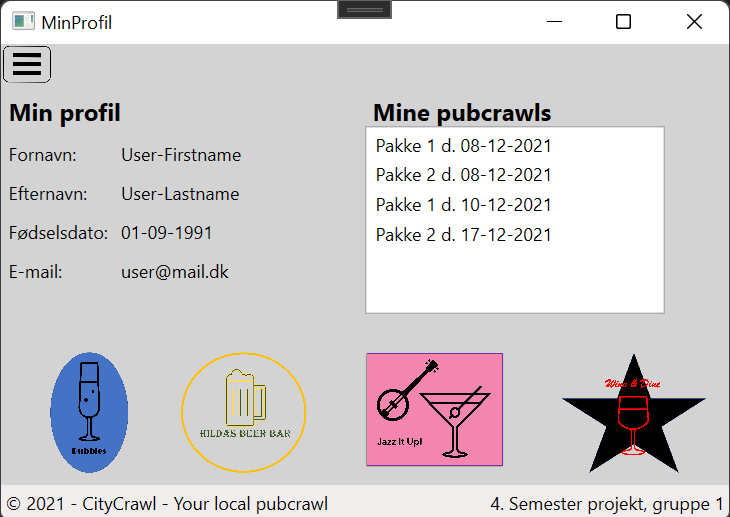 MinProfil
Min profil
Fornavn: User-Firstname
Efternavn: User-Lastname
Fødselsdato: 01-09-1991
E-mail: user@mail.dk
Mine pubcrawls
Pakke 1 d. 08-12-2021
Pakke 2 d. 08-12-2021
Pakke 1 d. 10-12-2021
Pakke 2 d. 17-12-2021
Bubbles
HILDAS BEER BAR
Jazz It Up!
Wine & Dine
© 2021 - CityCrawl - Your local pubcrawl
4. Semester projekt, gruppe 1